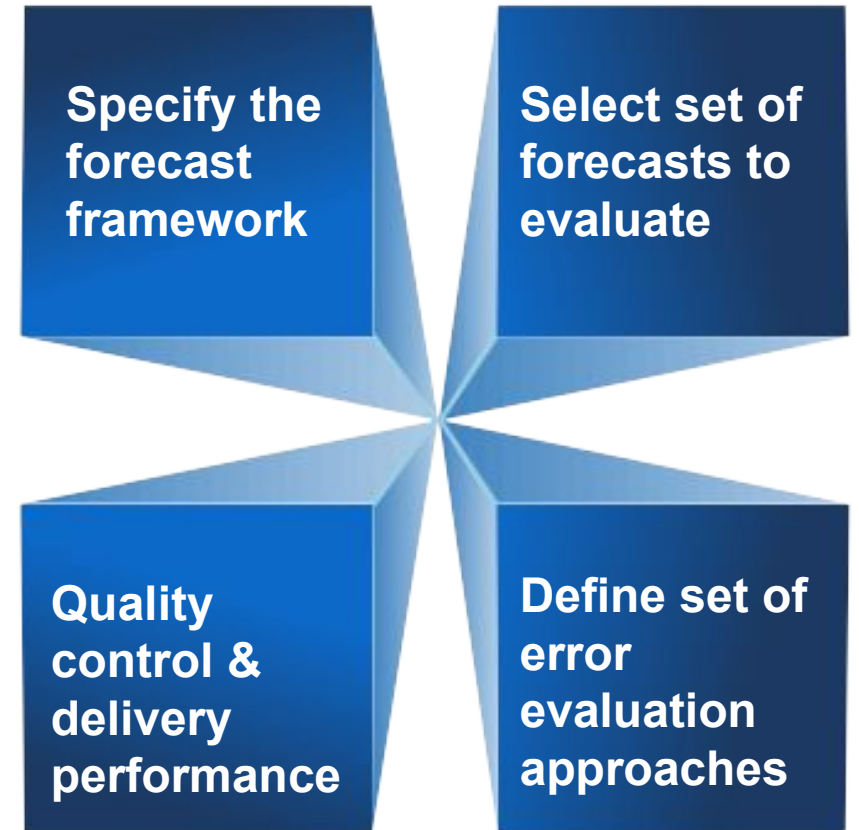 Specify the
forecast
framework
Select set of
forecasts to
evaluate
Quality
control &
delivery
performance
Define set of
error
evaluation
approaches